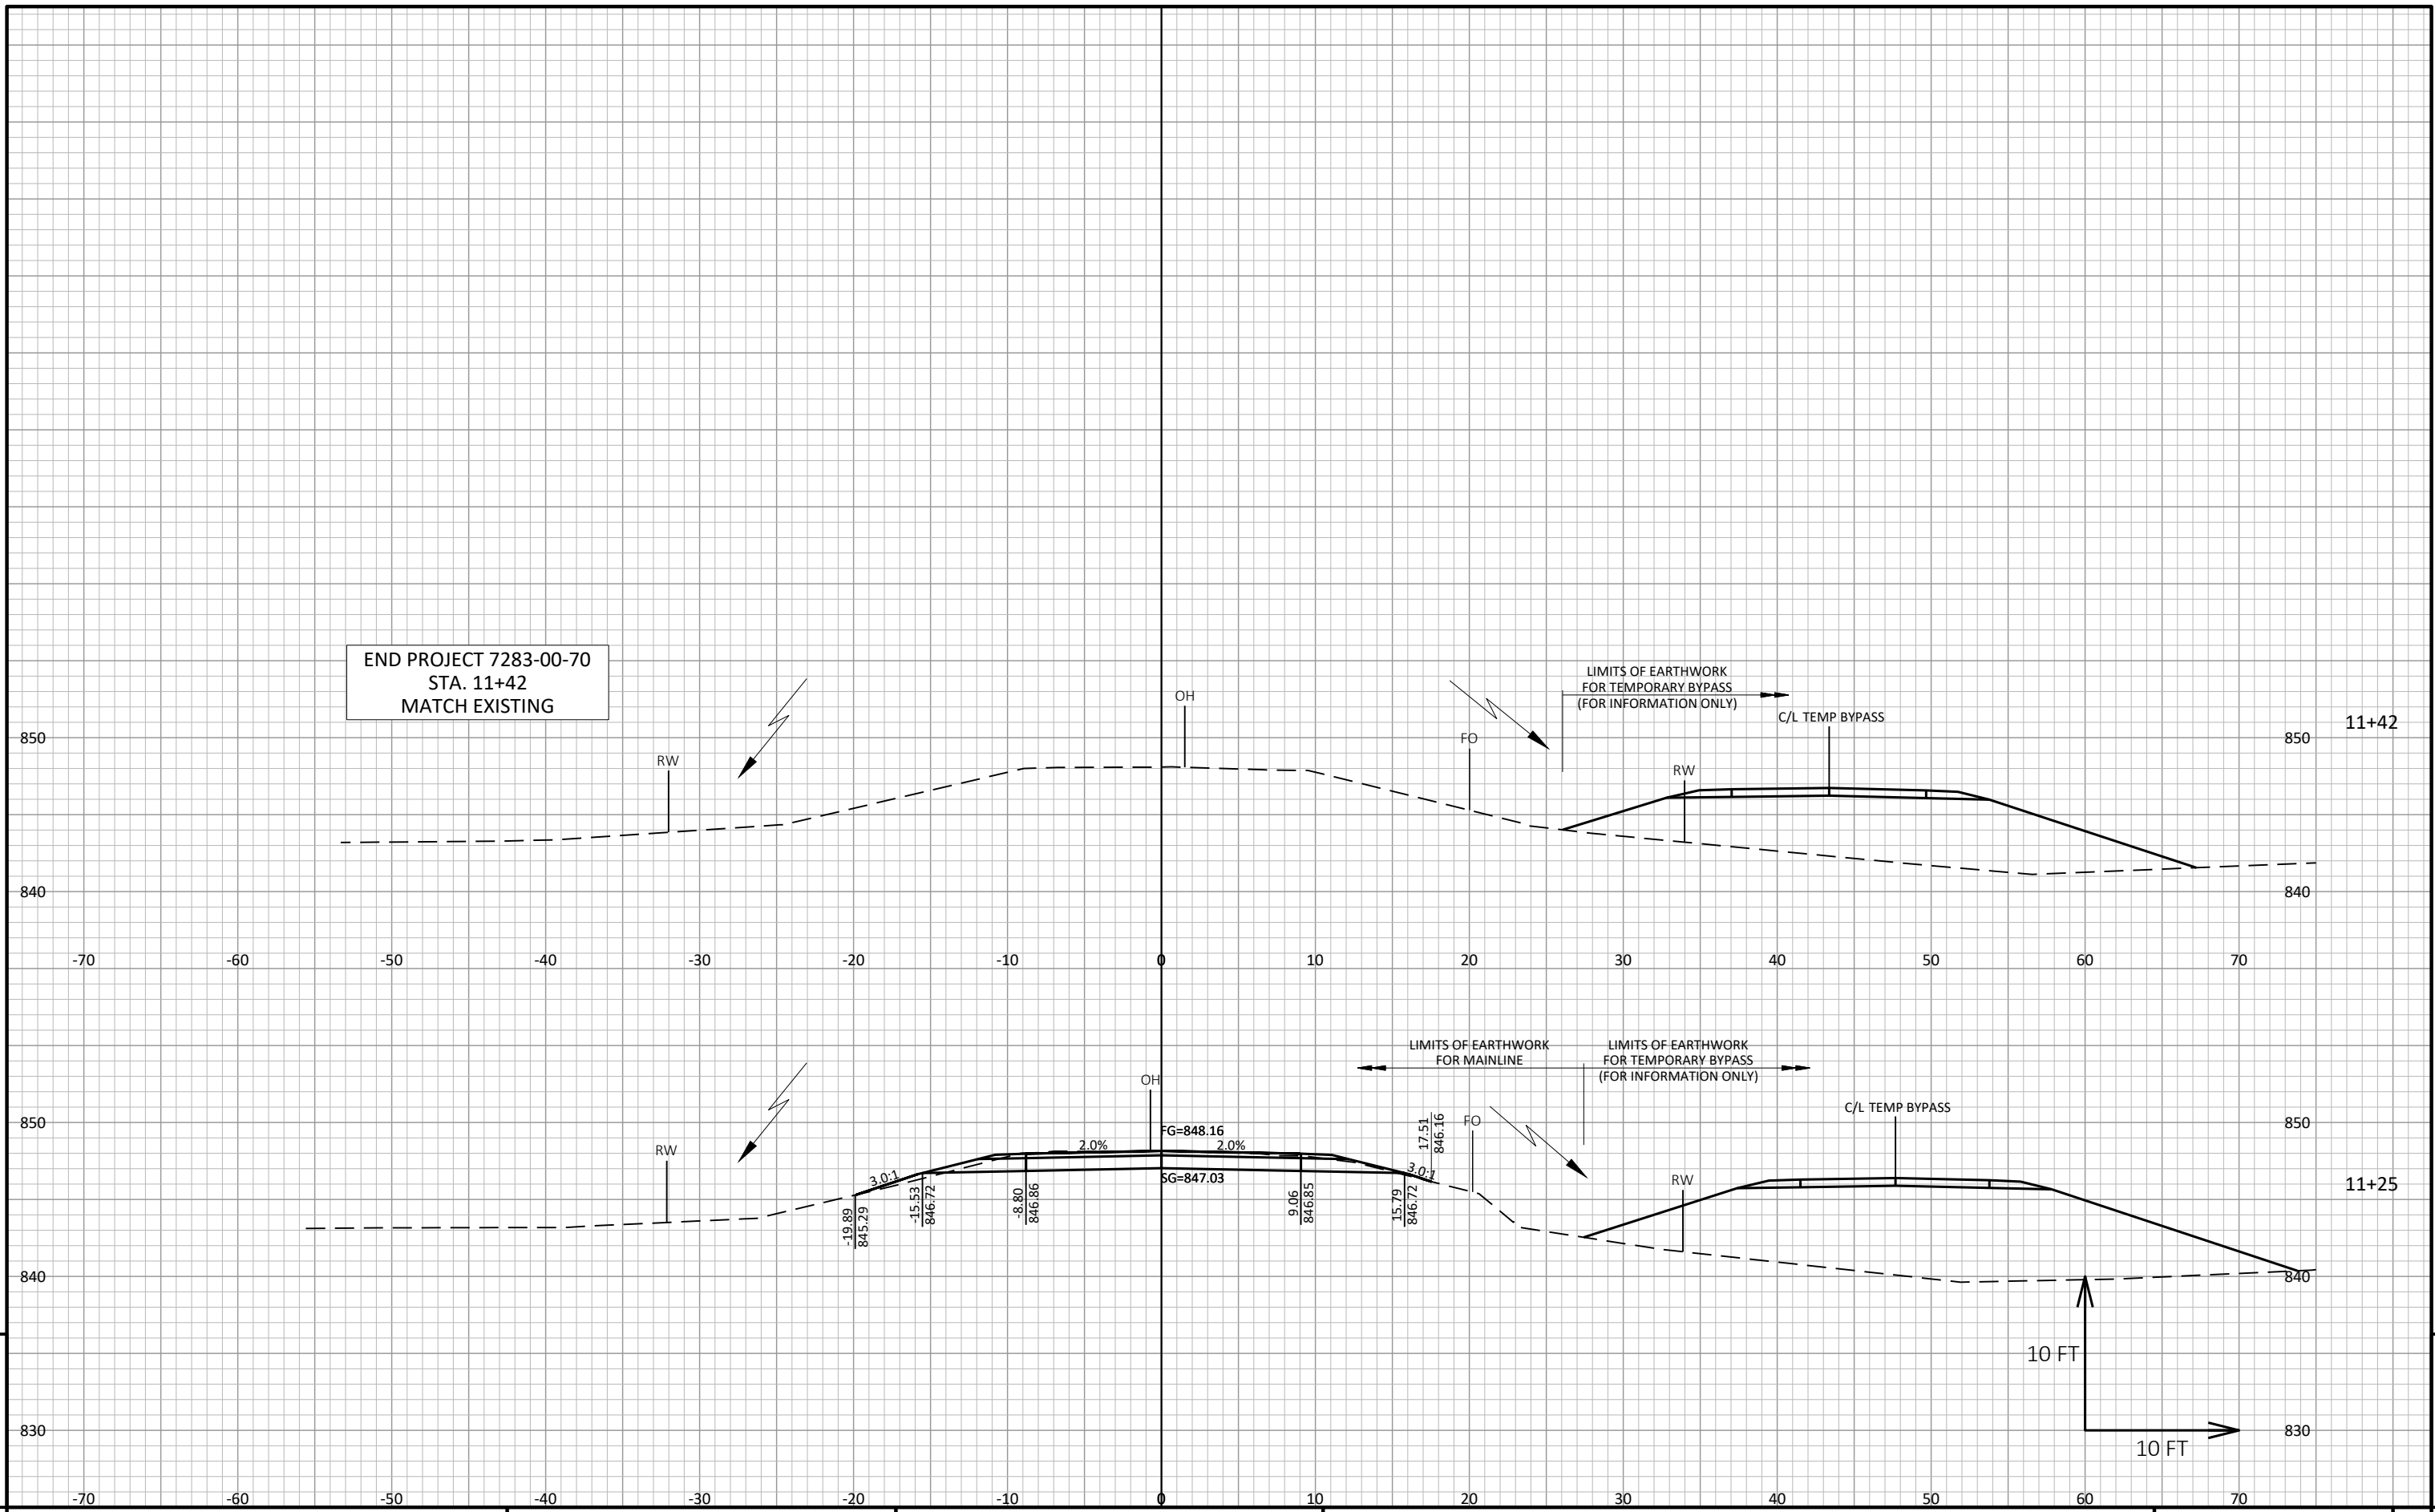 END PROJECT 7283-00-70
STA. 11+42
MATCH EXISTING
LIMITS OF EARTHWORK
FOR TEMPORARY BYPASS
(FOR INFORMATION ONLY)
OH
C/L TEMP BYPASS
11+42
850
RW
FO
RW
850
840
840
-70 -60 -50 -40 -30 -20 -10 0 10 20 30 40 50 60 70
LIMITS OF EARTHWORK
FOR MAINLINE
LIMITS OF EARTHWORK
FOR TEMPORARY BYPASS
(FOR INFORMATION ONLY)
OH
C/L TEMP BYPASS
850
FG=848.16
17.51
846.16
FO
850
2.0%
2.0%
RW
3.0:1
SG=847.03
3.0:1
RW
11+25
-19.89
845.29
-15.53
846.72
-8.80
846.86
9.06
846.85
15.79
846.72
840
840
10 FT
830
830
10 FT
-70 -60 -50 -40 -30 -20 -10 0 10 20 30 40 50 60 70